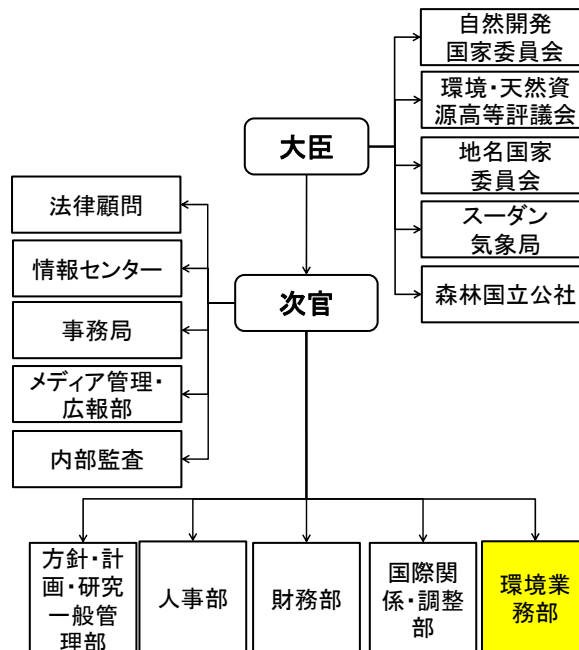 自然開発
国家委員会
環境・天然資
源高等評議会
大臣
地名国家
委員会
法律顧問
スーダン
気象局
情報センター
森林国立公社
次官
事務局
メディア管理・
広報部
内部監査
方針・計
画・研究
一般管
理部
人事部
財務部
国際関
係・調整
部
環境業
務部